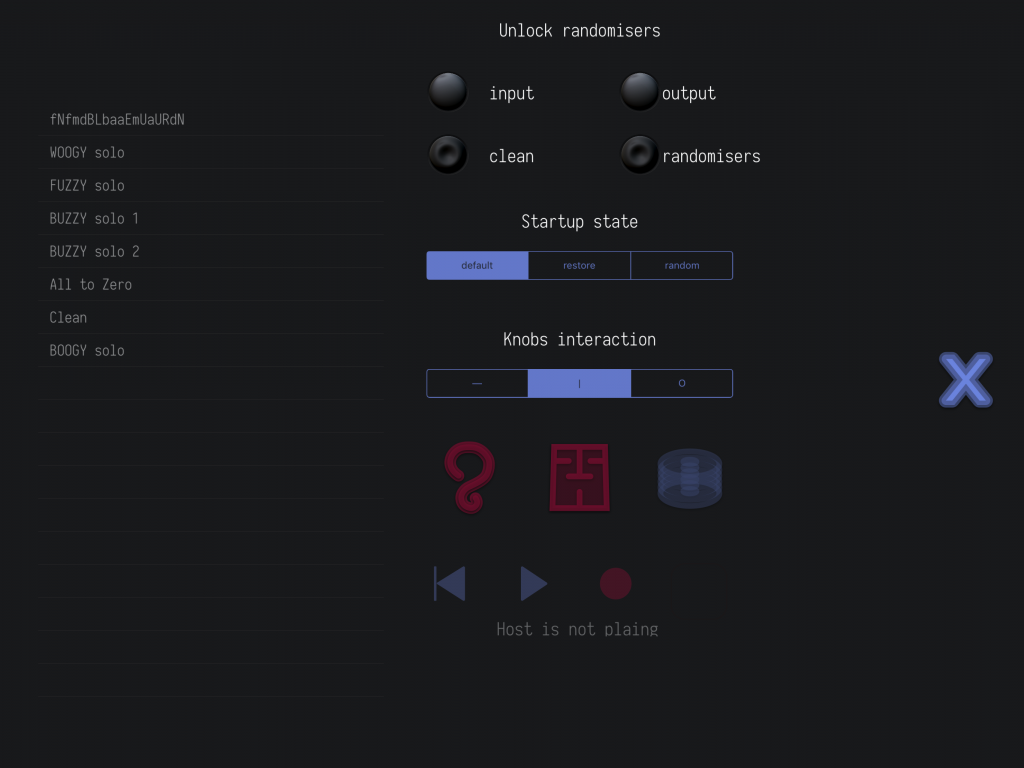 Unlock randomisers
input
output
clean
randomisers
fNfmdBLbaaEmUaURdN
WOOGY solo
FUZZY solo
BUZZY solo 1
BUZZY solo 2
All to Zero
Clean
BOOGY solo
Startup state
default
restore
random
Knobs interaction
—
|
O
X
Host is not plaing